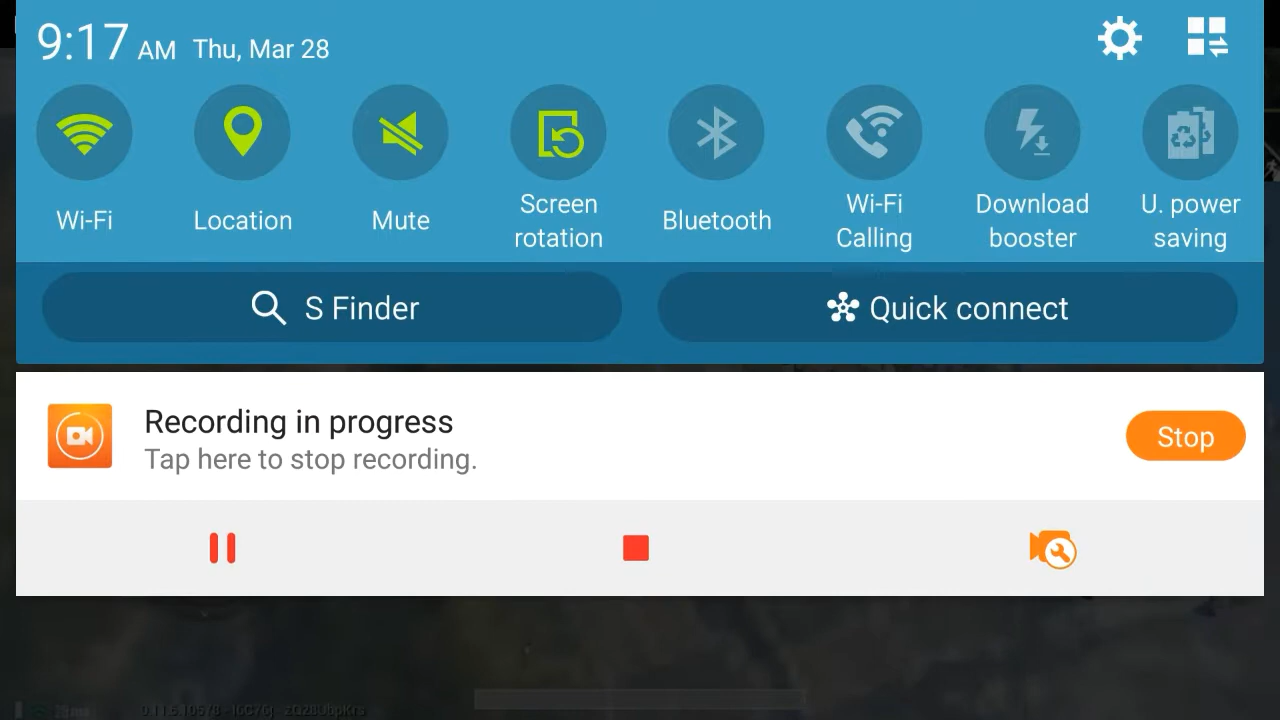 9:17 AM Thu, Mar 28
Wi-Fi
Location
Mute
Screen
rotation
Bluetooth
Wi-Fi
Calling
Download
booster
U. power
saving
S Finder
Quick connect
Recording in progress
Tap here to stop recording.
Stop